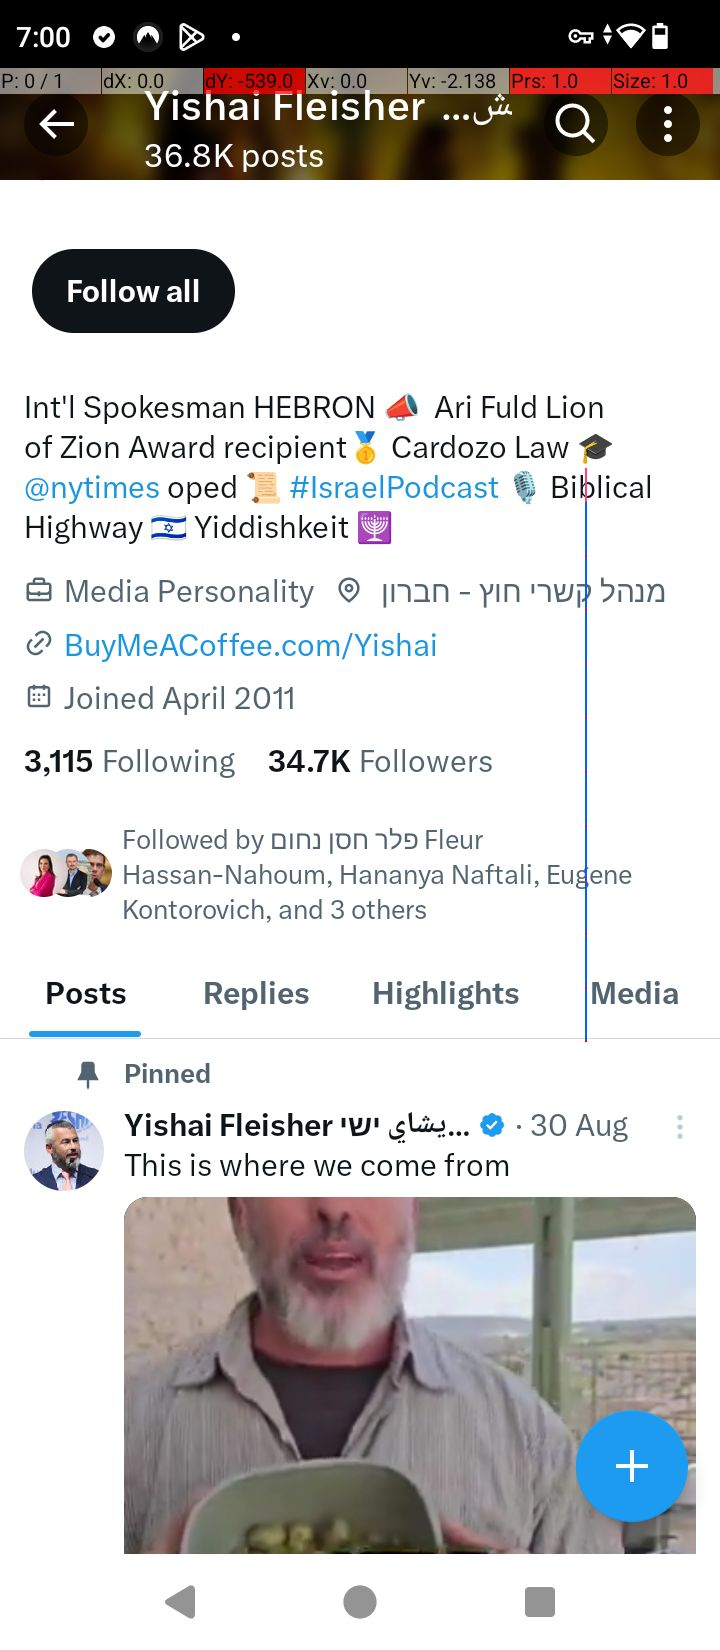 7:00
P: 0 / 1 dX: 0.0 dY: -539.0 Xv: 0.0 Yv: -2.138 Prs: 1.0 Size: 1.0
Yishai Fleisher ...ش
36.8K posts
Follow all
Int'l Spokesman HEBRON 📣 Ari Fuld Lion
of Zion Award recipient🥇 Cardozo Law 🎓
@nytimes oped 📜 #IsraelPodcast 🎙️ Biblical
Highway 🇮🇱 Yiddishkeit 🕎
Media Personality מנהל קשרי חוץ - חברון
BuyMeACoffee.com/Yishai
Joined April 2011
3,115 Following 34.7K Followers
Followed by פלר חסן נחום Fleur
Hassan-Nahoum, Hananya Naftali, Eugene
Kontorovich, and 3 others
Posts Replies Highlights Media
Pinned
Yishai Fleisher ישי يشاي... · 30 Aug
This is where we come from